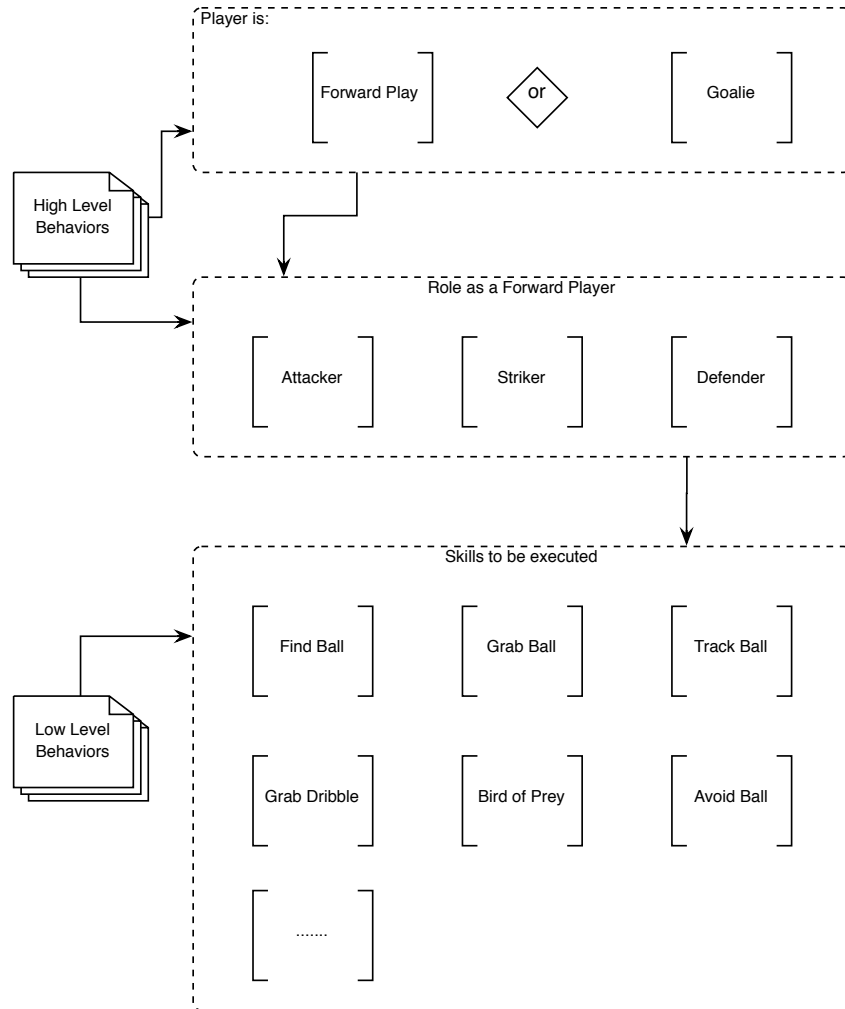 Player is:
Forward Play
or
Goalie
High Level
Behaviors
Role as a Forward Player
Attacker
Striker
Defender
Skills to be executed
Find Ball
Grab Ball
Track Ball
Low Level
Behaviors
Grab Dribble
Bird of Prey
Avoid Ball
.......